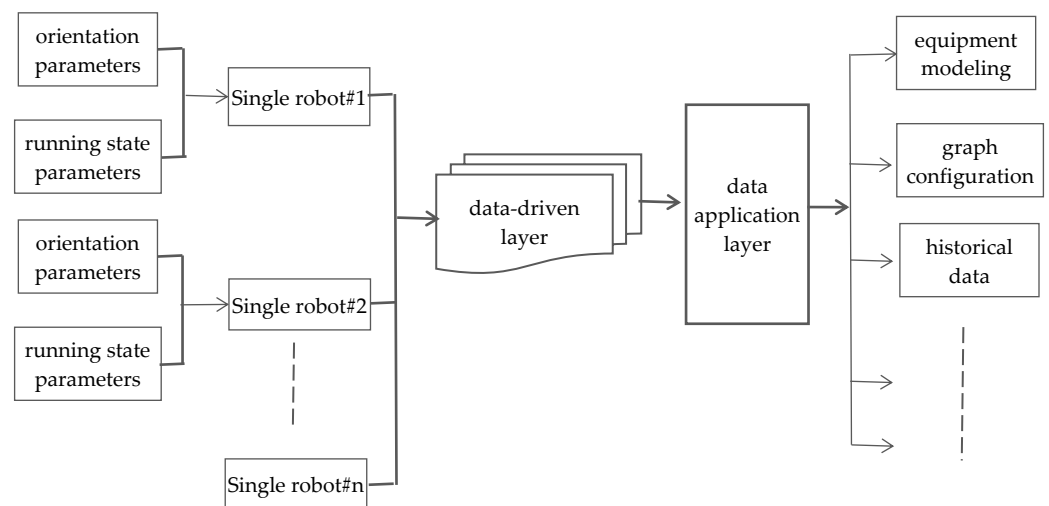 orientation
parameters
running state
parameters
Single robot#1
orientation
parameters
running state
parameters
Single robot#2
Single robot#n
data-driven
layer
data
application
layer
equipment
modeling
graph
configuration
historical
data